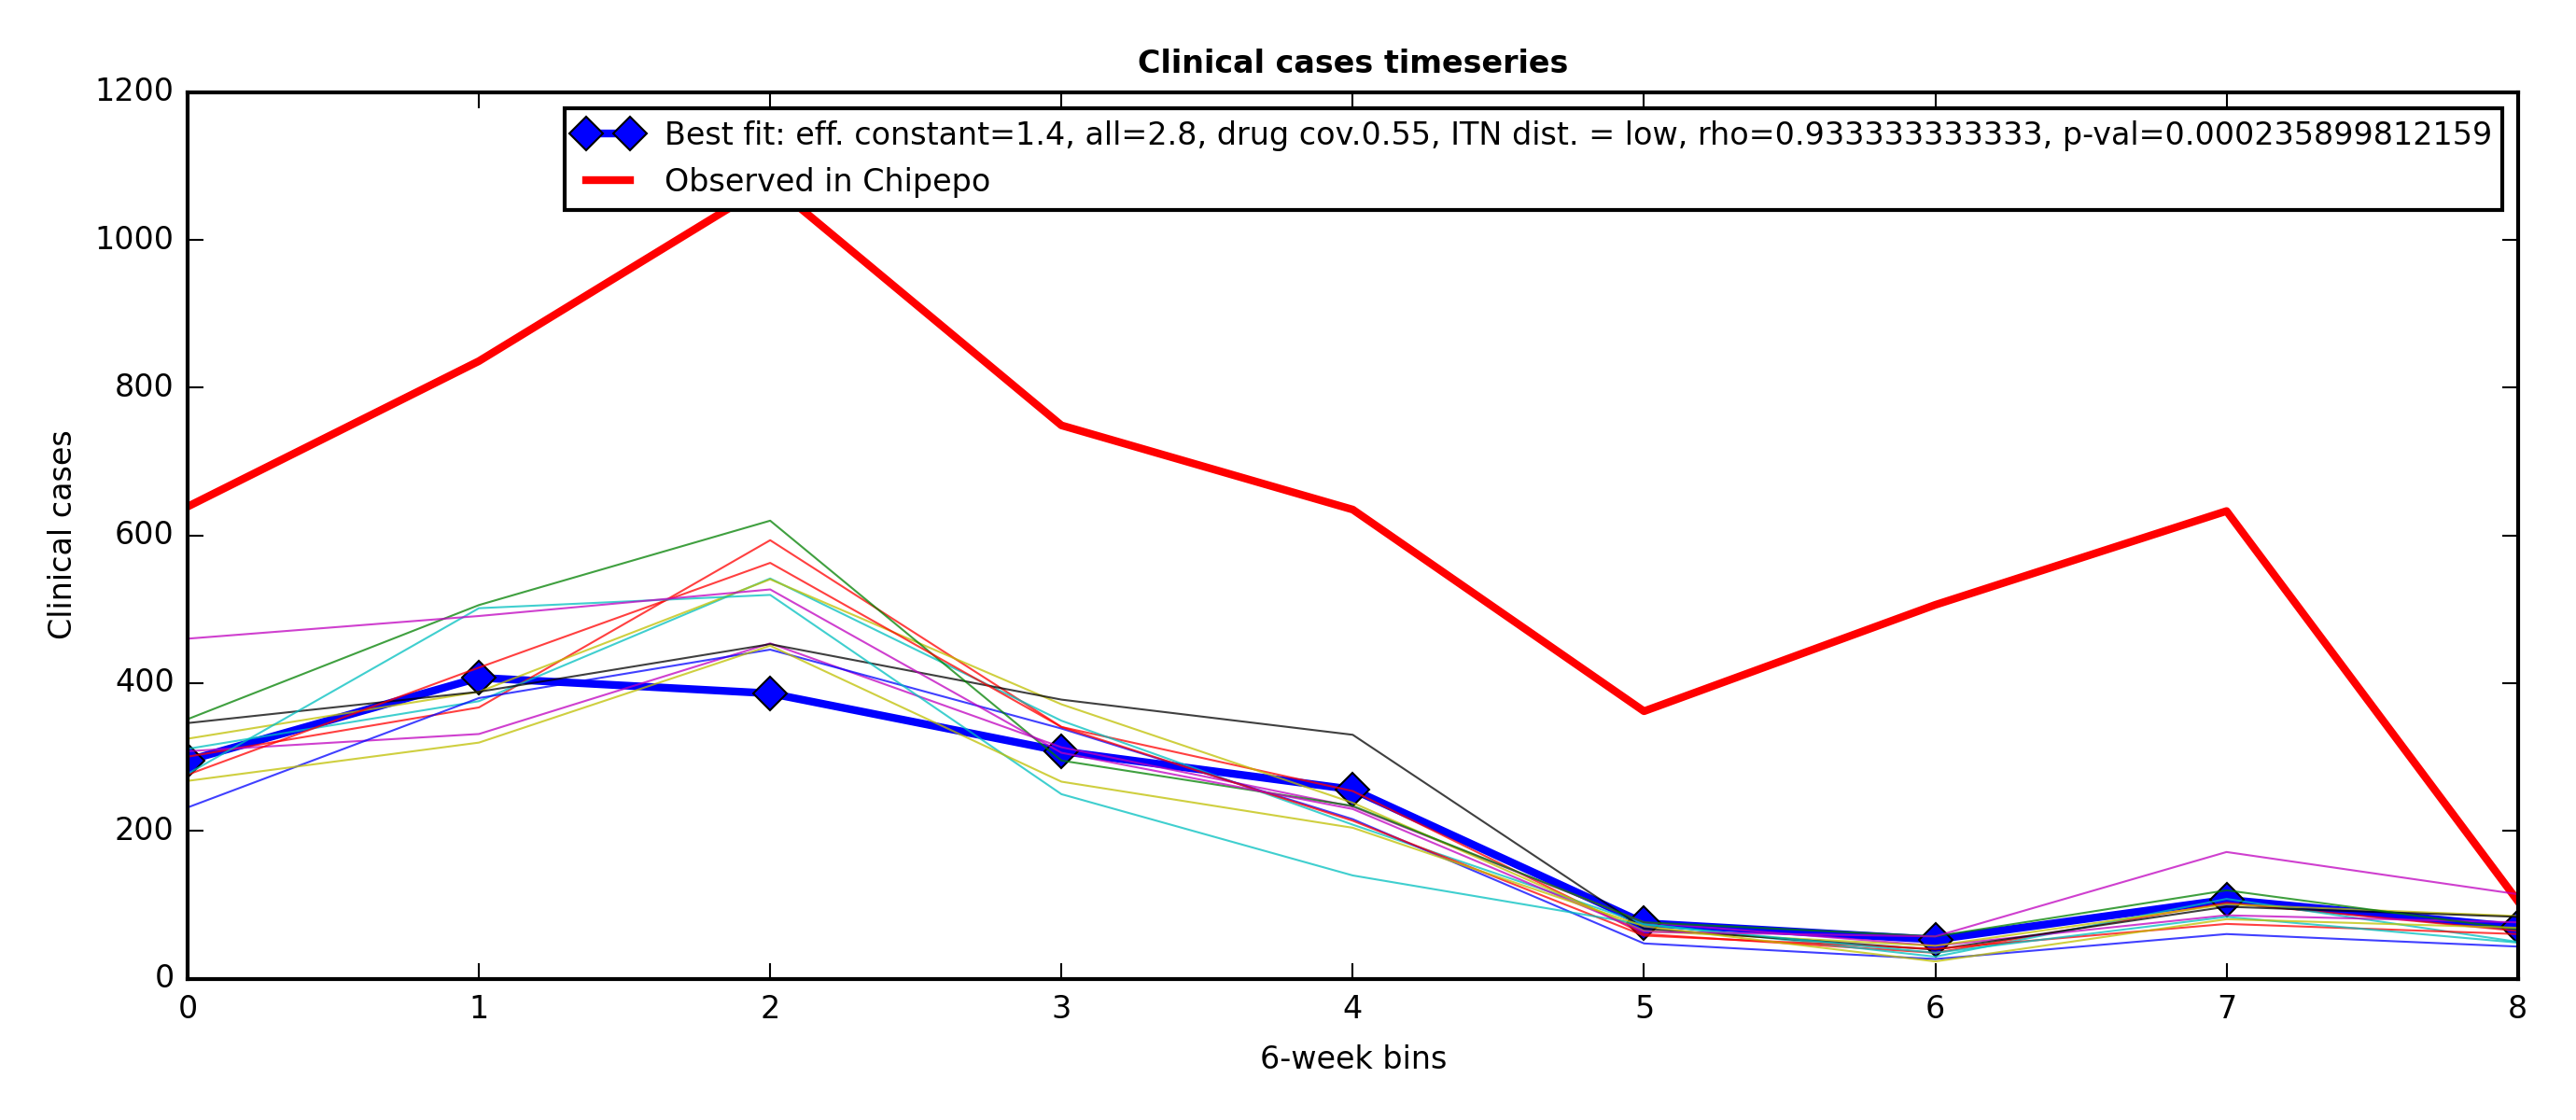 Clinical cases timeseries
Best fit: eff. constant=1.4, all=2.8, drug cov.0.55, ITN dist. = low, rho=0.933333333333, p-val=0.000235899812159
Observed in Chipepo
1200
1000
800
600
400
200
0
Clinical cases
0 1 2 3 4 5 6 7 8
6-week bins